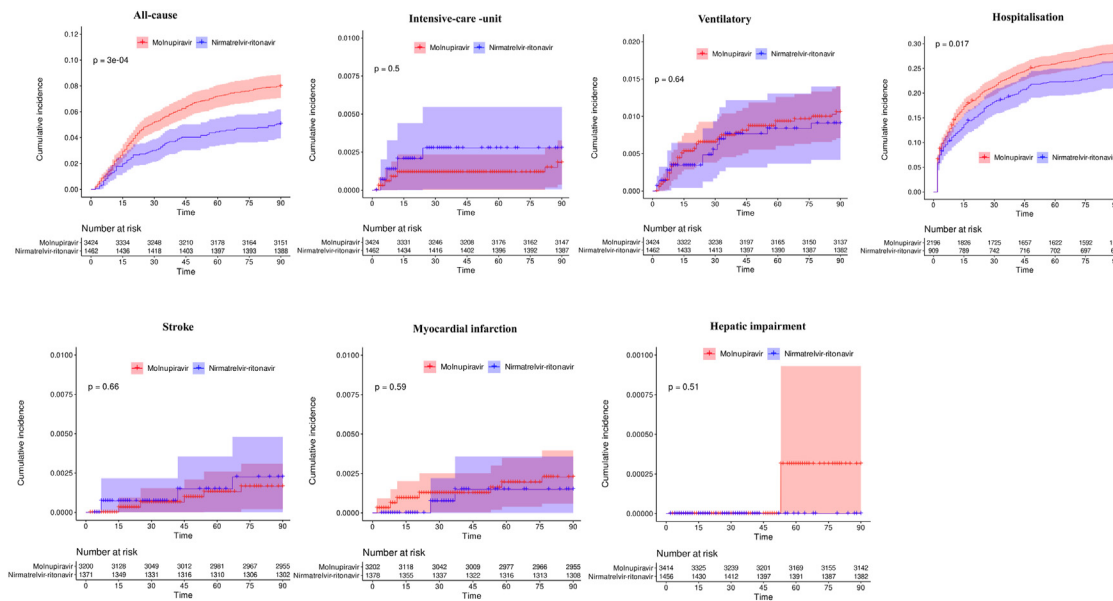 All-cause
Cumulative incidence
0.12
0.10
0.08
0.06
0.04
0.02
0.00
Molnupiravir Nirmatrelvir-ritonavir
p = 3e-04
0 15 30 45 60 75 90
Time
Number at risk
Molnupiravir 3424 3334 3248 3210 3178 3164 3151
Nirmatrelvir-ritonavir 1462 1436 1418 1403 1397 1393 1388
0 15 30 45 60 75 90
Time
Intensive-care -unit
Cumulative incidence
0.0100
0.0075
0.0050
0.0025
0.0000
Molnupiravir Nirmatrelvir-ritonavir
p = 0.5
0 15 30 45 60 75 90
Time
Number at risk
Molnupiravir 3424 3331 3246 3208 3176 3162 3147
Nirmatrelvir-ritonavir 1462 1434 1416 1402 1396 1392 1387
0 15 30 45 60 75 90
Time
Ventilatory
Cumulative incidence
0.020
0.015
0.010
0.005
0.000
Molnupiravir Nirmatrelvir-ritonavir
p = 0.64
0 15 30 45 60 75 90
Time
Number at risk
Molnupiravir 3424 3322 3238 3197 3165 3150 3137
Nirmatrelvir-ritonavir 1462 1433 1413 1397 1390 1387 1382
0 15 30 45 60 75 90
Time
Hospitalisation
Cumulative incidence
0.30
0.20
0.10
0.00
p = 0.017
Molnupiravir Nirmatrelvir-ritonavir
0 15 30 45 60 75 90
Time
Number at risk
Molnupiravir 2196 1826 1725 1657 1622 1592
Nirmatrelvir-ritonavir 909 789 742 716 702 697
0 15 30 45 60 75 90
Time
Stroke
Cumulative incidence
0.0100
0.0075
0.0050
0.0025
0.0000
Molnupiravir Nirmatrelvir-ritonavir
p = 0.66
0 15 30 45 60 75 90
Time
Number at risk
Molnupiravir 3200 3128 3049 3012 2981 2967 2955
Nirmatrelvir-ritonavir 1371 1349 1331 1316 1310 1306 1302
0 15 30 45 60 75 90
Time
Myocardial infarction
Cumulative incidence
0.0100
0.0075
0.0050
0.0025
0.0000
Molnupiravir Nirmatrelvir-ritonavir
p = 0.59
0 15 30 45 60 75 90
Time
Number at risk
Molnupiravir 3202 3118 3042 3009 2977 2966 2955
Nirmatrelvir-ritonavir 1378 1355 1337 1322 1316 1313 1308
0 15 30 45 60 75 90
Time
Hepatic impairment
Cumulative incidence
0.00100
0.00075
0.00050
0.00025
0.00000
Molnupiravir Nirmatrelvir-ritonavir
p = 0.51
0 15 30 45 60 75 90
Time
Number at risk
Molnupiravir 3414 3325 3239 3201 3169 3155 3142
Nirmatrelvir-ritonavir 1456 1430 1412 1397 1391 1387 1382
0 15 30 45 60 75 90
Time